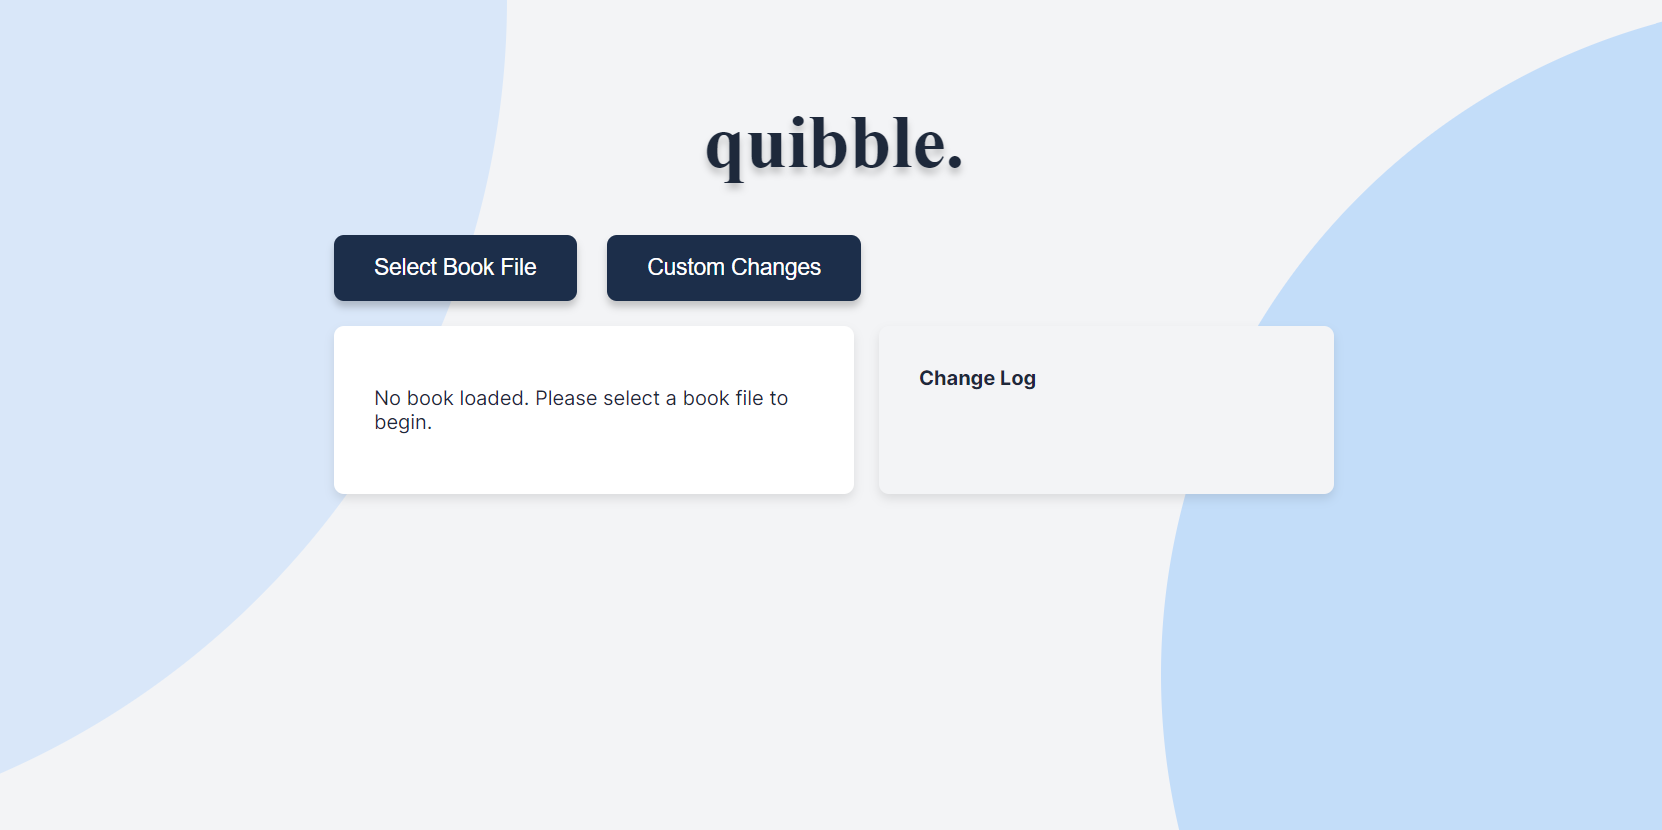 quibble.
Select Book File
Custom Changes
No book loaded. Please select a book file to
begin.
Change Log